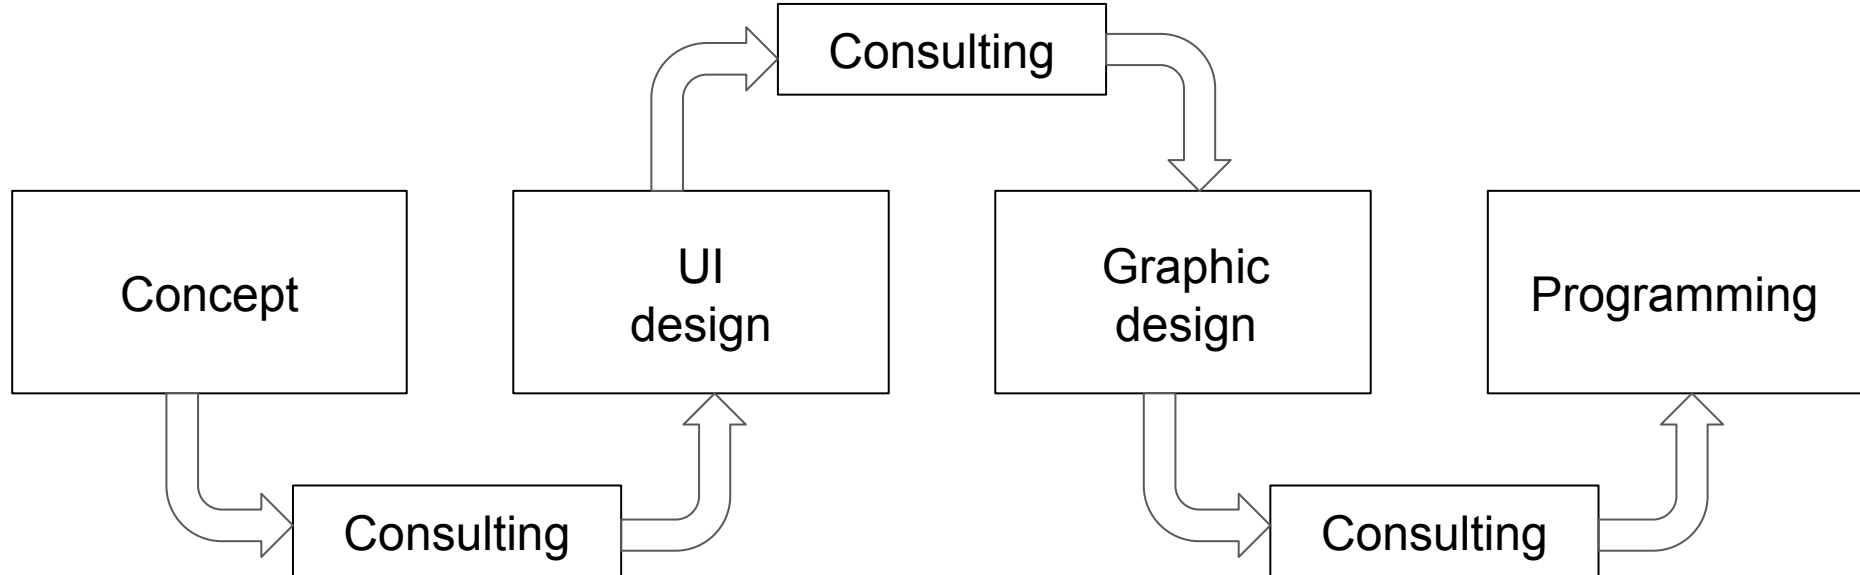 Consulting
Concept
UI
design
Graphic
design
Programming
Consulting
Consulting